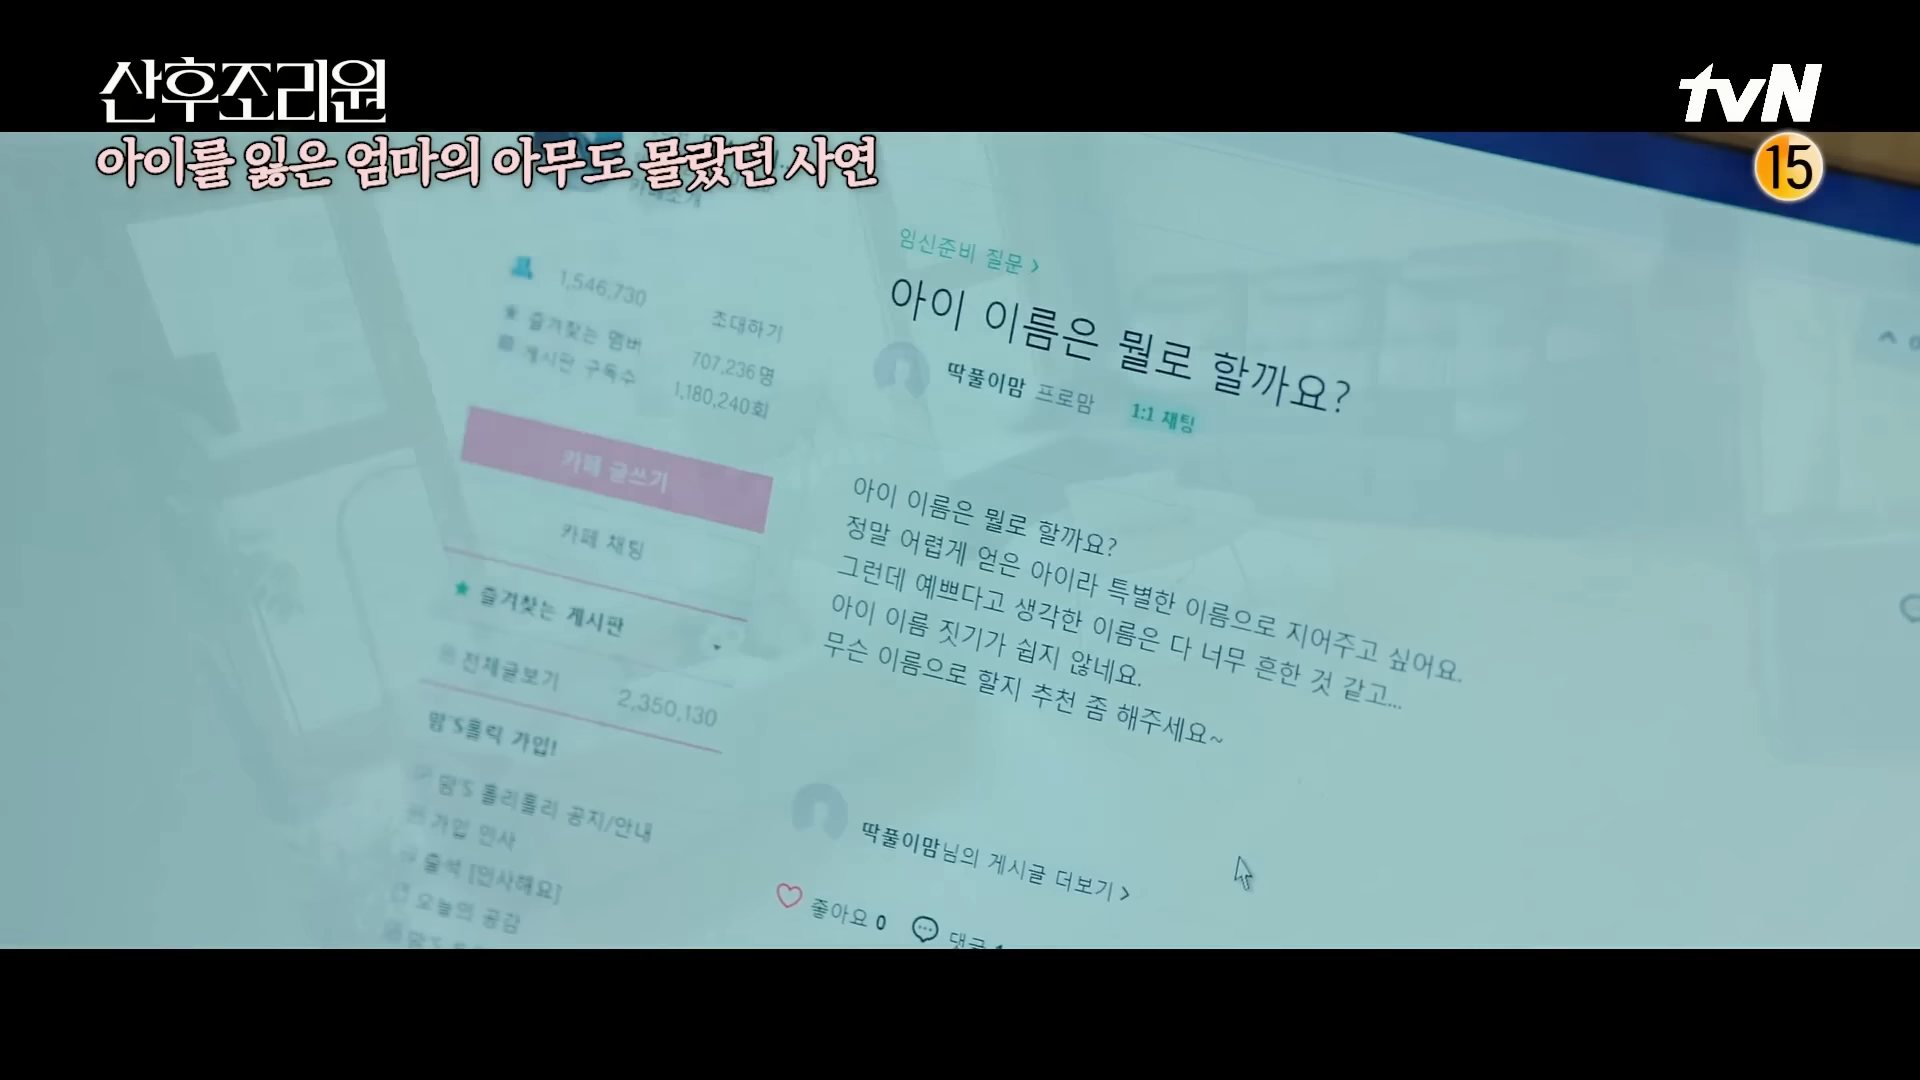 산후조리원
tvN
아이를 잃은 엄마의 아무도 몰랐던 사연
15
카페소개
1,546,730
초대하기
즐겨찾는 멤버
707,236명
게시판 구독수
1,180,240회
카페 글쓰기
카페 채팅
즐겨찾는 게시판
전체글보기
2,350,130
맘'S홀릭 가입!
맘'S 홀리홀리 공지/안내
가입 인사
출석 [인사해요]
오늘의 공감
임신준비 질문 >
아이 이름은 뭘로 할까요?
딱풀이맘 프로맘 1:1 채팅
아이 이름은 뭘로 할까요?
정말 어렵게 얻은 아이라 특별한 이름으로 지어주고 싶어요.
그런데 예쁘다고 생각한 이름은 다 너무 흔한 것 같고...
아이 이름 짓기가 쉽지 않네요.
무슨 이름으로 할지 추천 좀 해주세요~
딱풀이맘님의 게시글 더보기 >
좋아요 0 댓글